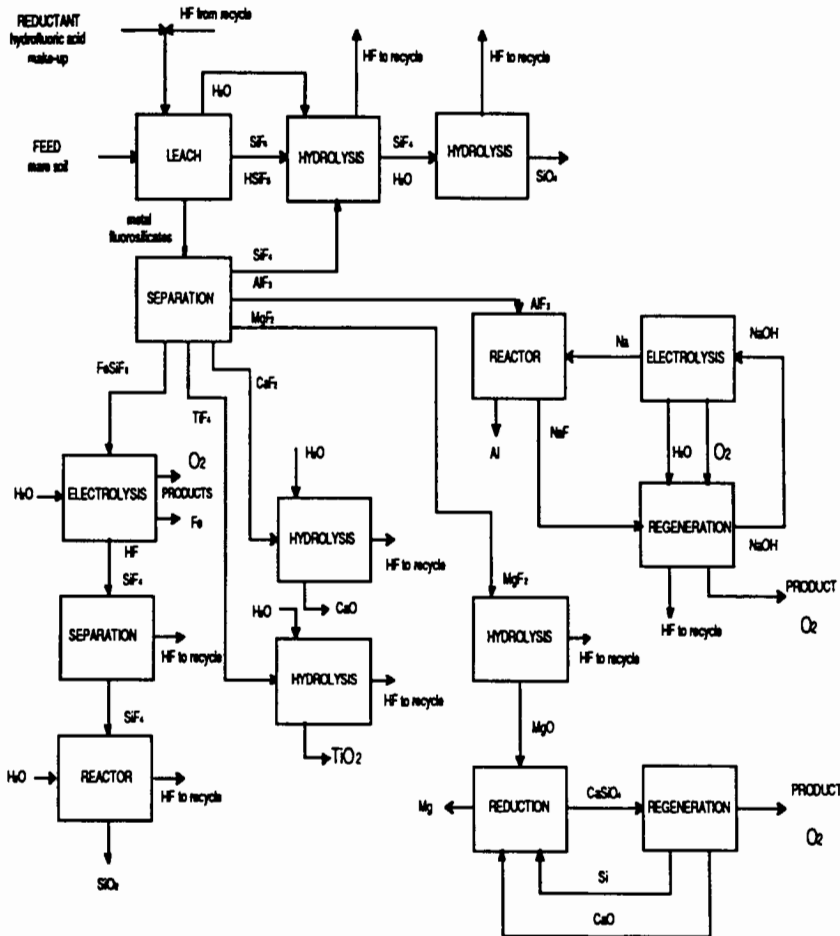 REDUCTANT
hydrofluoric acid
make-up
HF from recycle
H2O
HF to recycle
HF to recycle
FEED
mare soil
LEACH
SiF4
HSiF6
HYDROLYSIS
SiF4
H2O
HYDROLYSIS
SiO4
metal
fluorosilicates
SEPARATION
SiF4
AlF3
MgF2
AlF3
REACTOR
Na
ELECTROLYSIS
NaOH
FeSiF6
TiF4
CaF2
Al
NaF
H2O
O2
H2O
ELECTROLYSIS
O2
PRODUCTS
Fe
H2O
HYDROLYSIS
HF to recycle
REGENERATION
NaOH
HF
SiF4
CaO
MgF2
HF to recycle
PRODUCT
O2
SEPARATION
HF to recycle
H2O
HYDROLYSIS
HF to recycle
HYDROLYSIS
HF to recycle
SiF4
TiO2
MgO
H2O
REACTOR
HF to recycle
SiO2
Mg
REDUCTION
CaSiO4
REGENERATION
PRODUCT
O2
Si
CaO